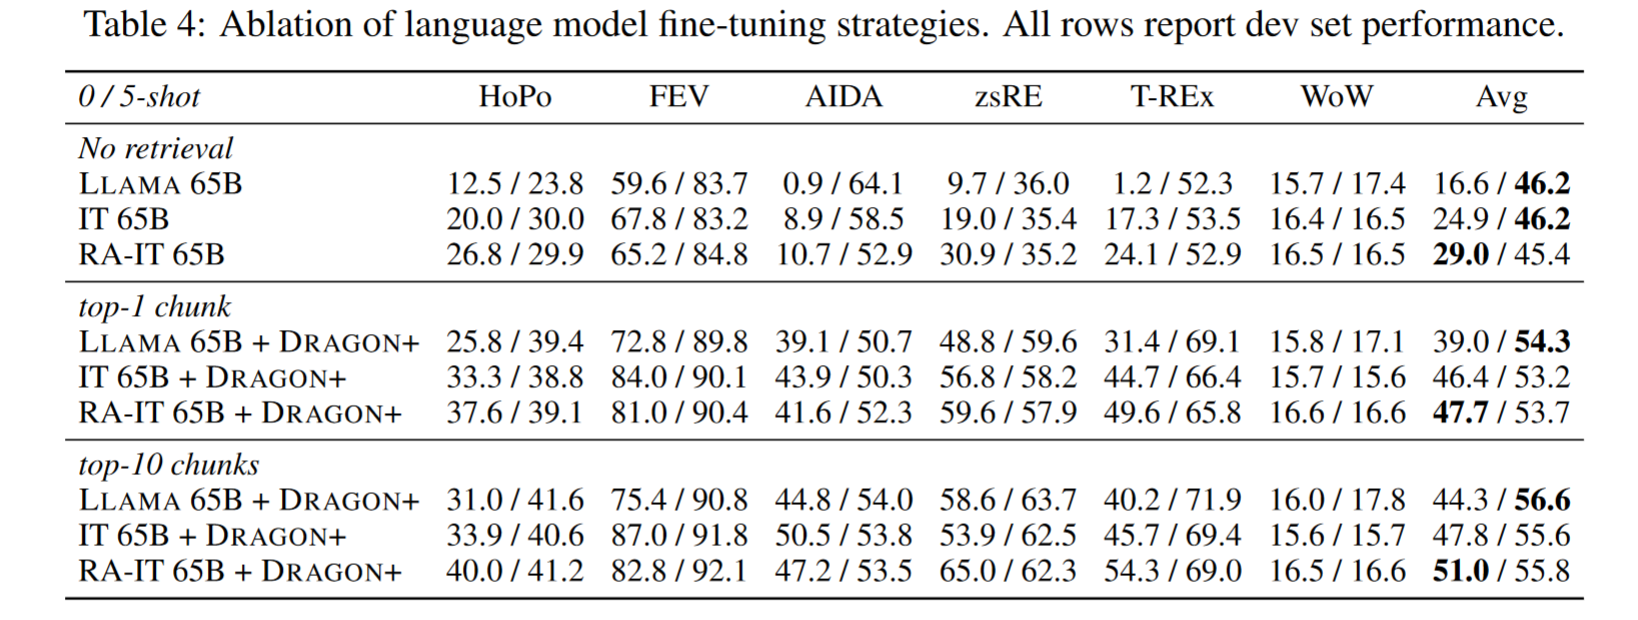 Table 4: Ablation of language model fine-tuning strategies. All rows report dev set performance.
0 / 5-shot HoPo FEV AIDA zsRE T-REx WoW Avg
No retrieval
LLAMA 65B 12.5 / 23.8 59.6 / 83.7 0.9 / 64.1 9.7 / 36.0 1.2 / 52.3 15.7 / 17.4 16.6 / 46.2
IT 65B 20.0 / 30.0 67.8 / 83.2 8.9 / 58.5 19.0 / 35.4 17.3 / 53.5 16.4 / 16.5 24.9 / 46.2
RA-IT 65B 26.8 / 29.9 65.2 / 84.8 10.7 / 52.9 30.9 / 35.2 24.1 / 52.9 16.5 / 16.5 29.0 / 45.4
top-1 chunk
LLAMA 65B + DRAGON+ 25.8 / 39.4 72.8 / 89.8 39.1 / 50.7 48.8 / 59.6 31.4 / 69.1 15.8 / 17.1 39.0 / 54.3
IT 65B + DRAGON+ 33.3 / 38.8 84.0 / 90.1 43.9 / 50.3 56.8 / 58.2 44.7 / 66.4 15.7 / 15.6 46.4 / 53.2
RA-IT 65B + DRAGON+ 37.6 / 39.1 81.0 / 90.4 41.6 / 52.3 59.6 / 57.9 49.6 / 65.8 16.6 / 16.6 47.7 / 53.7
top-10 chunks
LLAMA 65B + DRAGON+ 31.0 / 41.6 75.4 / 90.8 44.8 / 54.0 58.6 / 63.7 40.2 / 71.9 16.0 / 17.8 44.3 / 56.6
IT 65B + DRAGON+ 33.9 / 40.6 87.0 / 91.8 50.5 / 53.8 53.9 / 62.5 45.7 / 69.4 15.6 / 15.7 47.8 / 55.6
RA-IT 65B + DRAGON+ 40.0 / 41.2 82.8 / 92.1 47.2 / 53.5 65.0 / 62.3 54.3 / 69.0 16.5 / 16.6 51.0 / 55.8